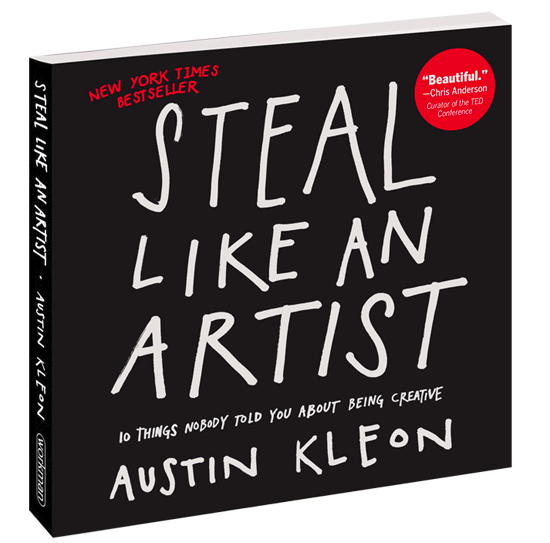 STEAL LIKE AN ARTIST · AUSTIN KLEON
workman
NEW YORK TIMES
BESTSELLER
STEAL
LIKE AN
ARTIST
10 THINGS NOBODY TOLD YOU ABOUT BEING CREATIVE
AUSTIN KLEON
“Beautiful.”
—Chris Anderson
Curator of the TED
Conference